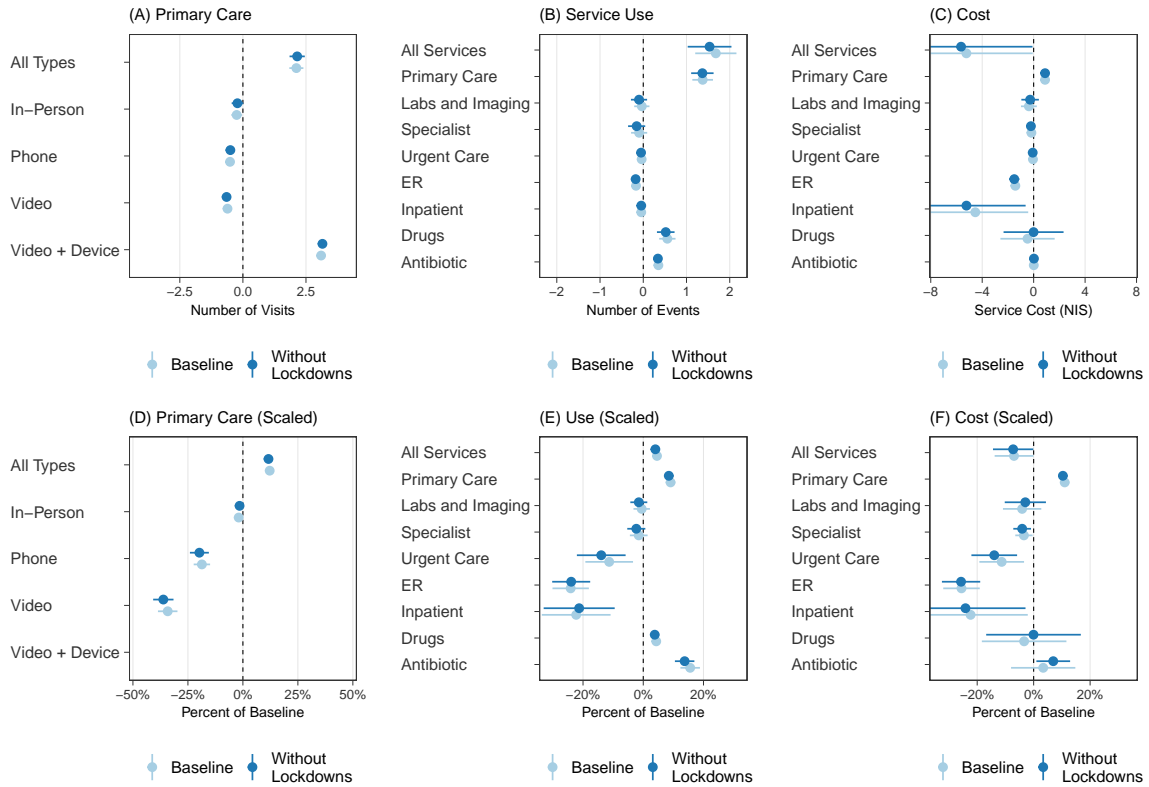 (A) Primary Care
All Types
In−Person
Phone
Video
Video + Device
−2.5 0.0 2.5
Number of Visits
Baseline Without Lockdowns
(B) Service Use
All Services
Primary Care
Labs and Imaging
Specialist
Urgent Care
ER
Inpatient
Drugs
Antibiotic
−2 −1 0 1 2
Number of Events
Baseline Without Lockdowns
(C) Cost
All Services
Primary Care
Labs and Imaging
Specialist
Urgent Care
ER
Inpatient
Drugs
Antibiotic
−8 −4 0 4 8
Service Cost (NIS)
Baseline Without Lockdowns
(D) Primary Care (Scaled)
All Types
In−Person
Phone
Video
Video + Device
−50% −25% 0% 25% 50%
Percent of Baseline
Baseline Without Lockdowns
(E) Use (Scaled)
All Services
Primary Care
Labs and Imaging
Specialist
Urgent Care
ER
Inpatient
Drugs
Antibiotic
−20% 0% 20%
Percent of Baseline
Baseline Without Lockdowns
(F) Cost (Scaled)
All Services
Primary Care
Labs and Imaging
Specialist
Urgent Care
ER
Inpatient
Drugs
Antibiotic
−20% 0% 20%
Percent of Baseline
Baseline Without Lockdowns